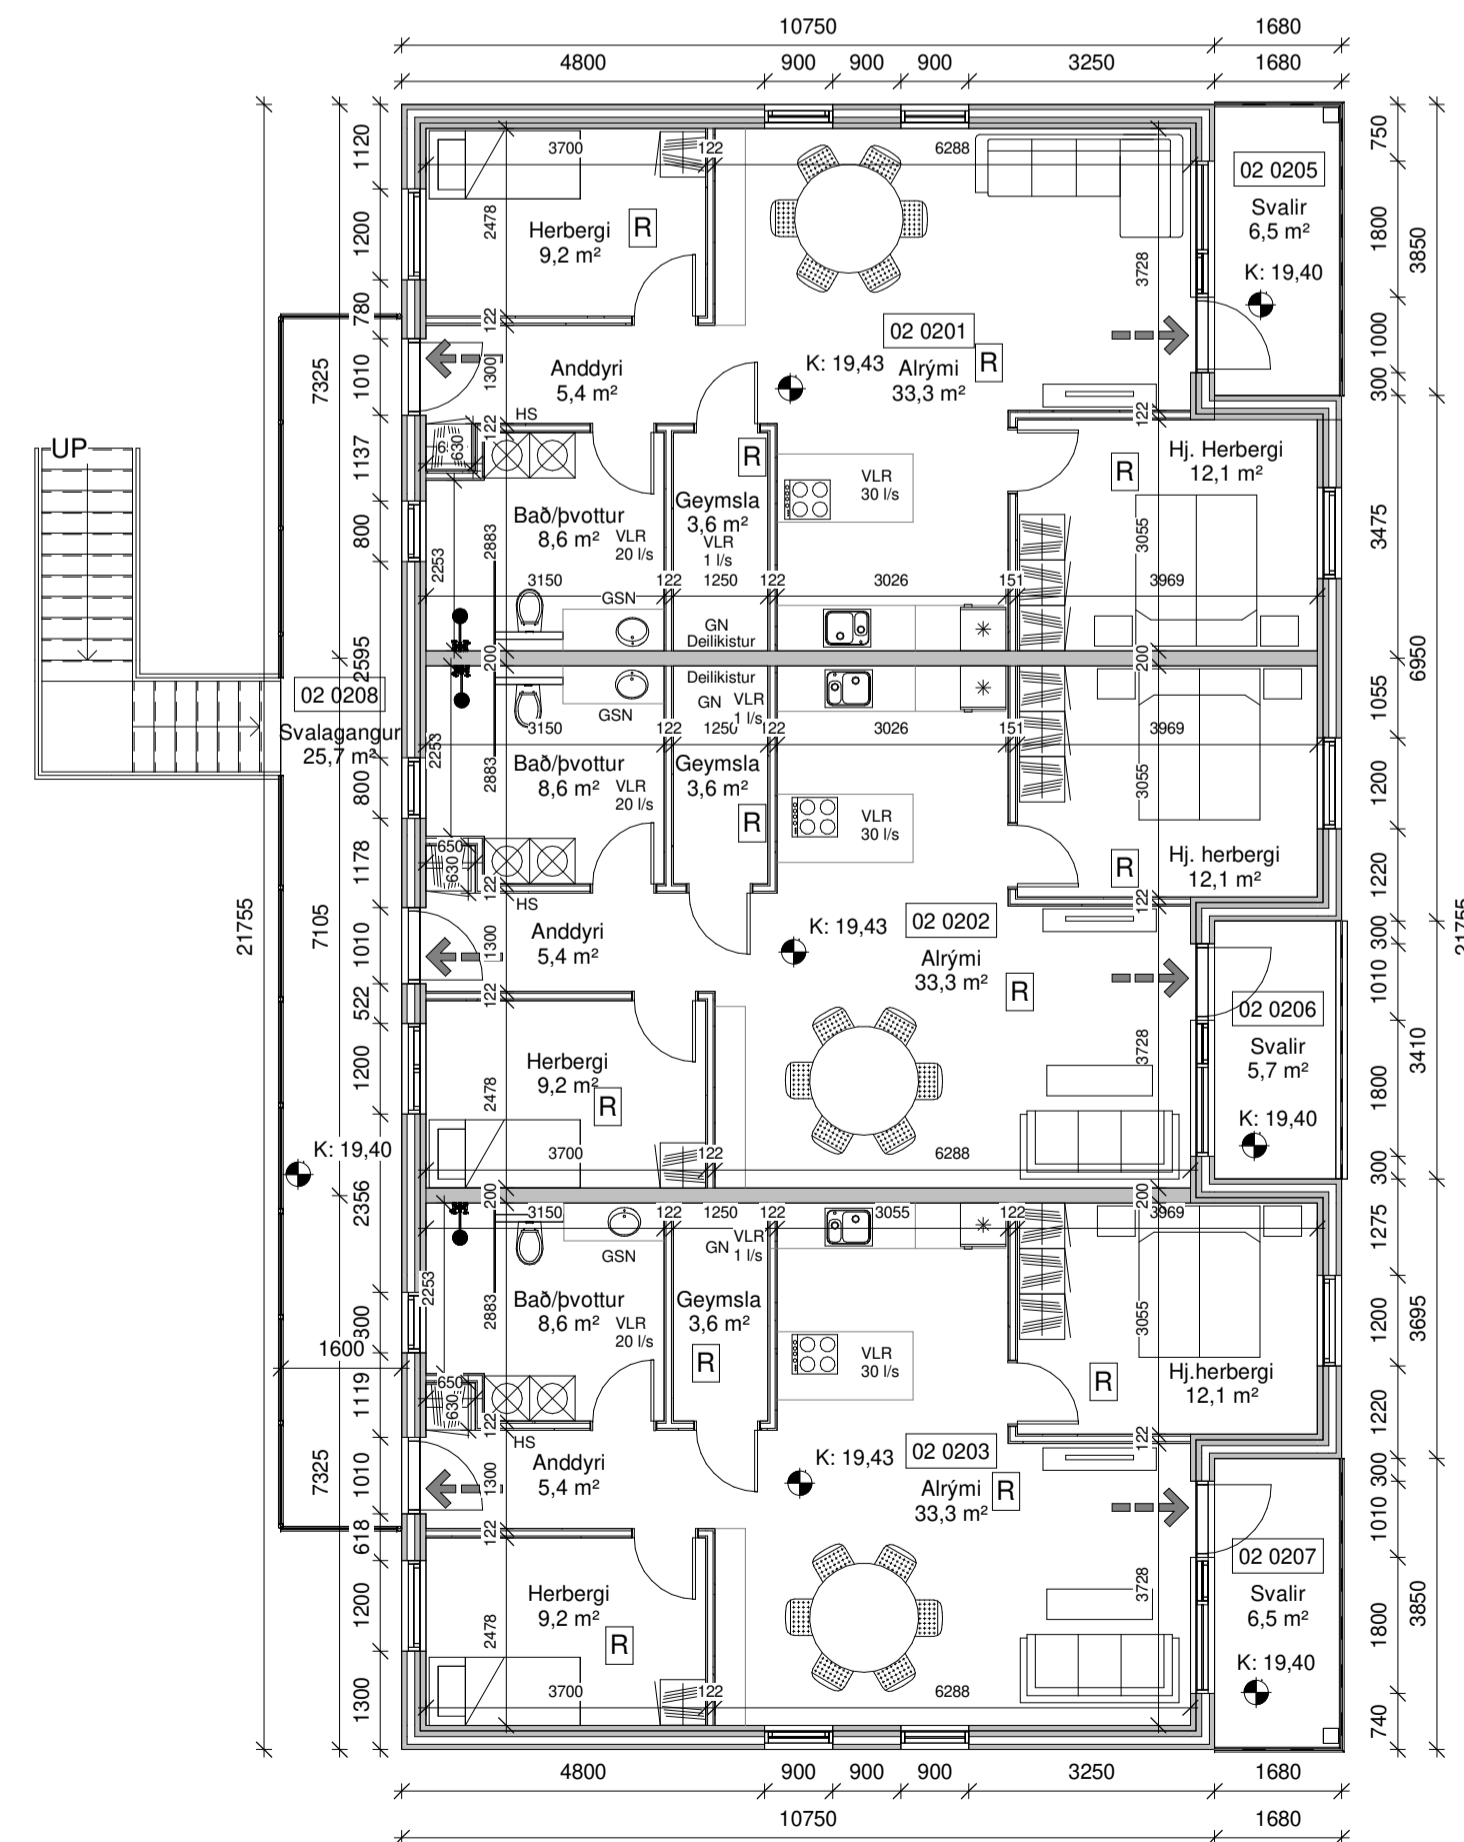 10750
1680
4800
900
900
900
3250
1680
1120
1200
780
1010
1137
800
2595
800
1178
1010
522
1200
2356
300
1119
1010
618
1200
1300
7325
7105
7325
21755
1600
UP
02 0208
Svalagangur
25,7 m²
K: 19,40
3700
122
6288
2478
Herbergi
9,2 m²
R
122
3728
02 0201
K: 19,43
Alrými
33,3 m²
R
Anddyri
5,4 m²
1300
HS
122
630
Bað/þvottur
8,6 m²
VLR
20 l/s
2883
2253
R
Geymsla
3,6 m²
VLR
1 l/s
VLR
30 l/s
122
Hj. Herbergi
12,1 m²
R
3055
3150
122
1250
122
3026
151
3969
GSN
GN
Deilikistur
200
200
Deilikistur
GN
VLR
1 l/s
GSN
3150
122
1250
122
3026
151
3969
2253
2883
Bað/þvottur
8,6 m²
VLR
20 l/s
Geymsla
3,6 m²
R
VLR
30 l/s
3055
Hj. herbergi
12,1 m²
R
650
630
122
HS
122
Anddyri
5,4 m²
1300
K: 19,43
02 0202
Alrými
33,3 m²
R
122
Herbergi
9,2 m²
R
2478
3728
3700
122
6288
200
200
3150
122
1250
122
3055
122
3969
GSN
GN
VLR
1 l/s
2253
2883
Bað/þvottur
8,6 m²
VLR
20 l/s
Geymsla
3,6 m²
R
VLR
30 l/s
3055
Hj.herbergi
12,1 m²
R
650
630
122
HS
122
Anddyri
5,4 m²
1300
K: 19,43
02 0203
Alrými
33,3 m²
R
122
Herbergi
9,2 m²
R
2478
3728
3700
122
6288
02 0205
Svalir
6,5 m²
K: 19,40
02 0206
Svalir
5,7 m²
K: 19,40
02 0207
Svalir
6,5 m²
K: 19,40
750
1800
1000
300
3475
1055
1200
1220
300
1010
1800
300
1275
1200
1220
300
1010
1800
740
3850
6950
3410
3695
3850
21755
4800
900
900
900
3250
1680
10750
1680